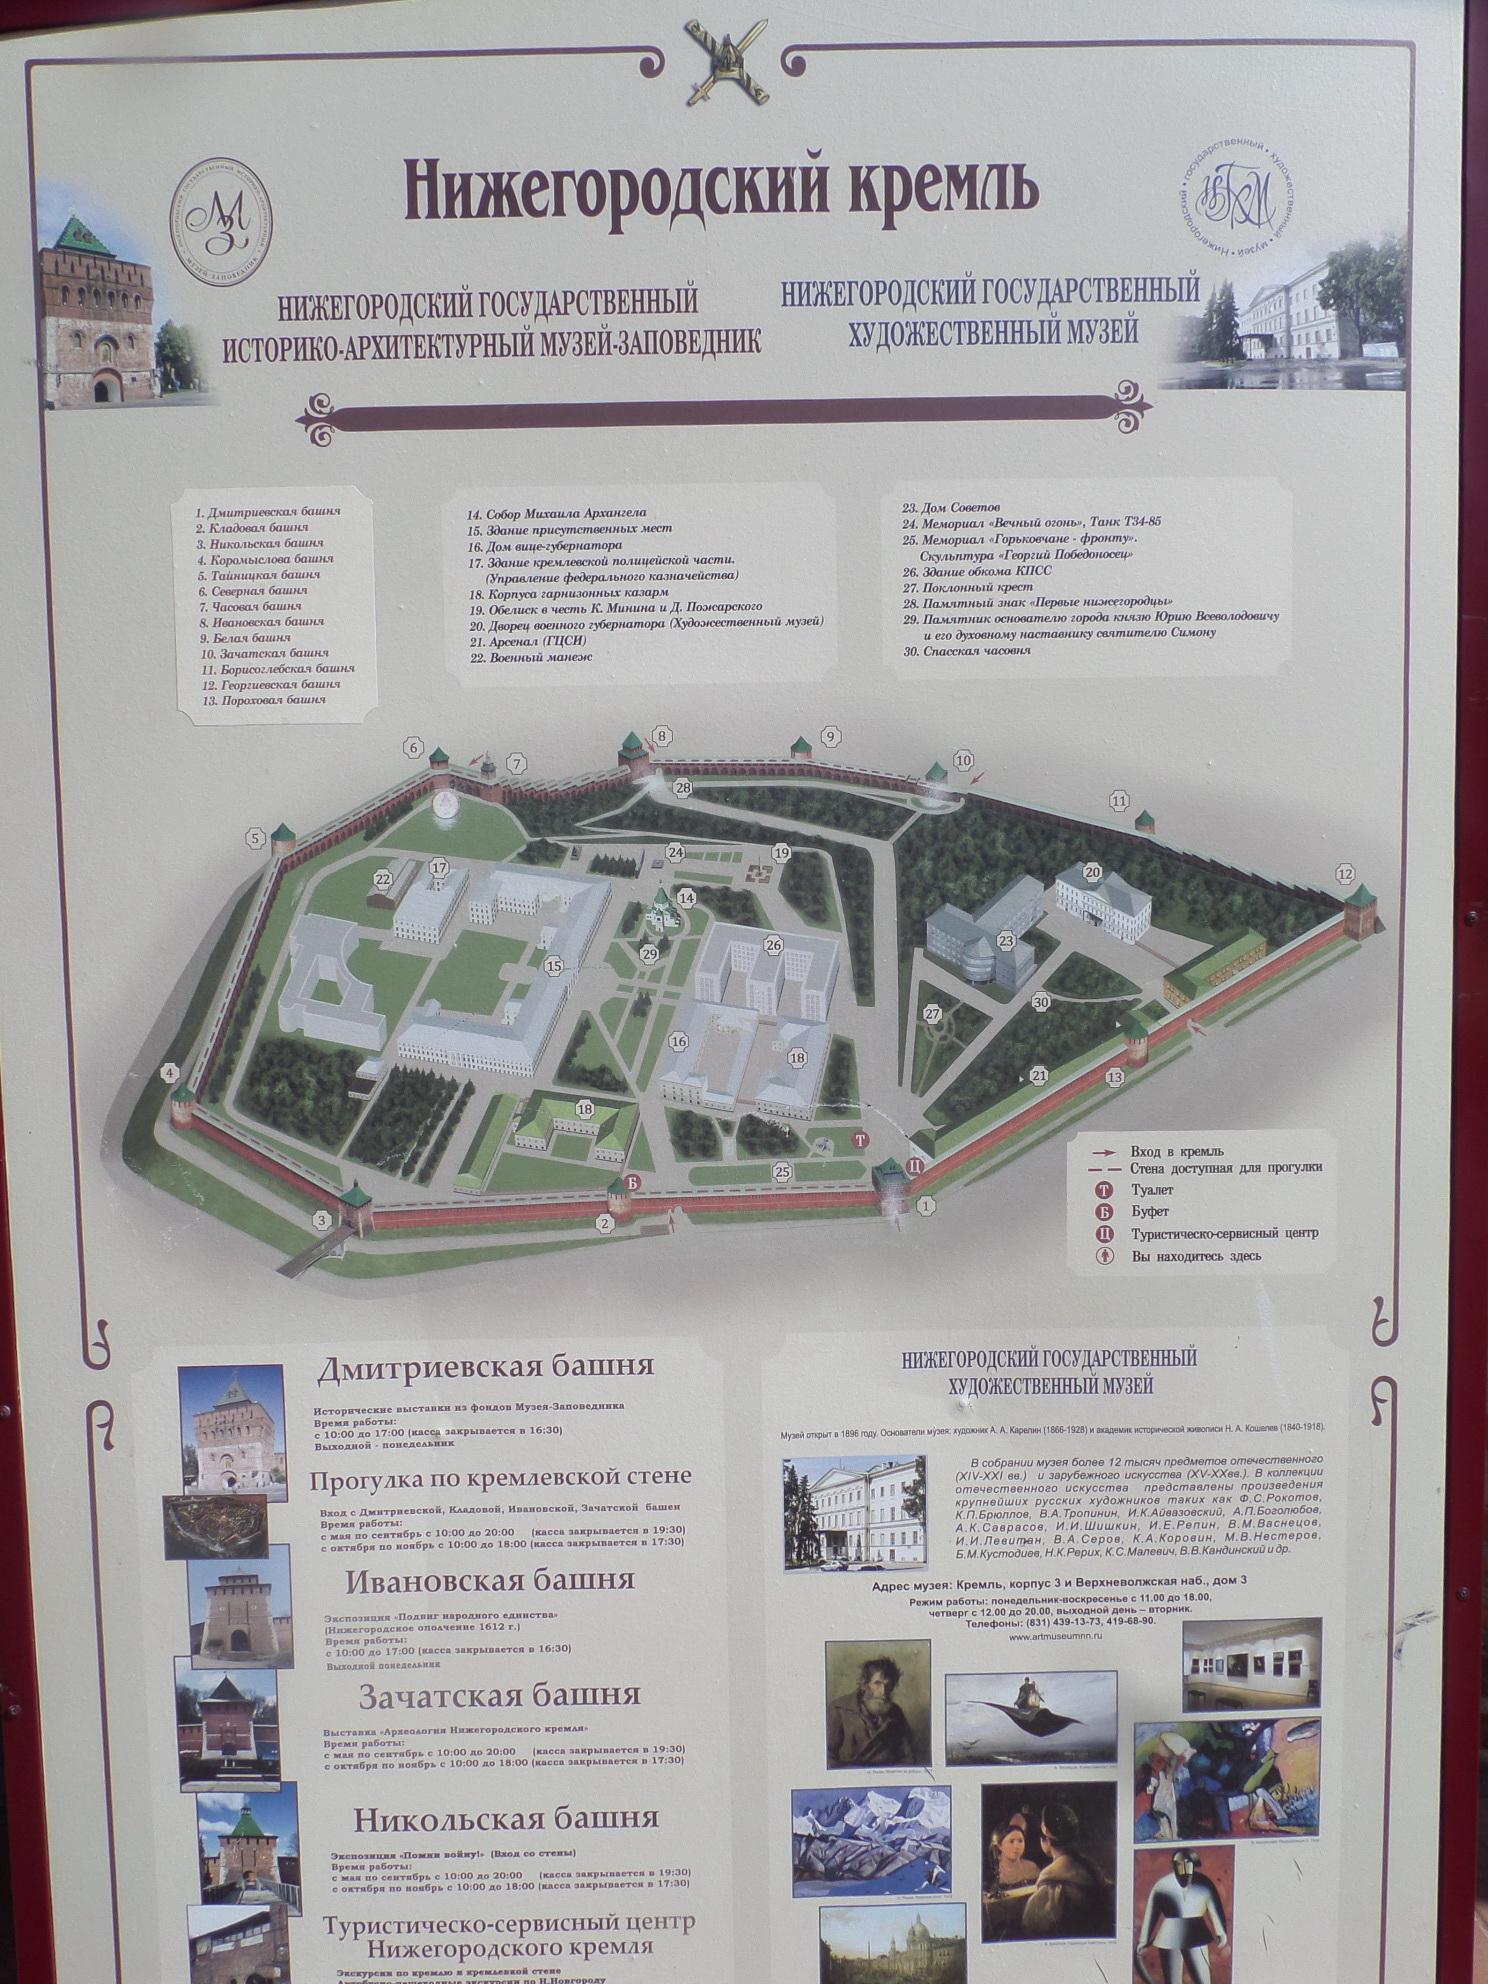 Нижегородский кремль
НИЖЕГОРОДСКИЙ ГОСУДАРСТВЕННЫЙ
ИСТОРИКО-АРХИТЕКТУРНЫЙ МУЗЕЙ-ЗАПОВЕДНИК
НИЖЕГОРОДСКИЙ ГОСУДАРСТВЕННЫЙ
ХУДОЖЕСТВЕННЫЙ МУЗЕЙ
Нижегородский • государственный • художественный • музей •
1. Дмитриевская башня
2. Кладовая башня
3. Никольская башня
4. Коромыслова башня
5. Тайницкая башня
6. Северная башня
7. Часовая башня
8. Ивановская башня
9. Белая башня
10. Зачатская башня
11. Борисоглебская башня
12. Георгиевская башня
13. Пороховая башня
14. Собор Михаила Архангела
15. Здание присутственных мест
16. Дом вице-губернатора
17. Здание кремлевской полицейской части.
(Управление федерального казначейства)
18. Корпуса гарнизонных казарм
19. Обелиск в честь К. Минина и Д. Пожарского
20. Дворец военного губернатора (Художественный музей)
21. Арсенал (ГЦСИ)
22. Военный манеж
23. Дом Советов
24. Мемориал «Вечный огонь», Танк Т34-85
25. Мемориал «Горьковчане - фронту».
Скульптура «Георгий Победоносец»
26. Здание обкома КПСС
27. Поклонный крест
28. Памятный знак «Первые нижегородцы»
29. Памятник основателю города князю Юрию Всеволодовичу
и его духовному наставнику святителю Симону
30. Спасская часовня
6
7
8
9
10
11
12
5
28
22
17
24
19
20
14
29
26
23
15
27
30
4
16
18
21
13
18
Т
25
Ц
Б
3
2
1
Вход в кремль
Стена доступная для прогулки
Т Туалет
Б Буфет
Ц Туристическо-сервисный центр
Вы находитесь здесь
Дмитриевская башня
Исторические выставки из фондов Музея-Заповедника
Время работы:
с 10:00 до 17:00 (касса закрывается в 16:30)
Выходной - понедельник
Прогулка по кремлевской стене
Вход с Дмитриевской, Кладовой, Ивановской, Зачатской башен
Время работы:
с мая по сентябрь с 10:00 до 20:00 (касса закрывается в 19:30)
с октября по ноябрь с 10:00 до 18:00 (касса закрывается в 17:30)
Ивановская башня
Экспозиция «Подвиг народного единства»
(Нижегородское ополчение 1612 г.)
Время работы:
с 10:00 до 17:00 (касса закрывается в 16:30)
Выходной понедельник
Зачатская башня
Выставка «Археология Нижегородского кремля»
Время работы:
с мая по сентябрь с 10:00 до 20:00 (касса закрывается в 19:30)
с октября по ноябрь с 10:00 до 18:00 (касса закрывается в 17:30)
Никольская башня
Экспозиция «Помни войну!» (Вход со стены)
Время работы:
с мая по сентябрь с 10:00 до 20:00 (касса закрывается в 19:30)
с октября по ноябрь с 10:00 до 18:00 (касса закрывается в 17:30)
Туристическо-сервисный центр
Нижегородского кремля
Экскурсии по кремлю и кремлевской стене
Автобусно-пешеходные экскурсии по Н.Новгороду
НИЖЕГОРОДСКИЙ ГОСУДАРСТВЕННЫЙ
ХУДОЖЕСТВЕННЫЙ МУЗЕЙ
Музей открыт в 1896 году. Основатели музея: художник А. А. Карелин (1866-1928) и академик исторической живописи Н. А. Кошелев (1840-1918).
В собрании музея более 12 тысяч предметов отечественного
(XIV-XXI вв.) и зарубежного искусства (XV-XXвв.). В коллекции
отечественного искусства представлены произведения
крупнейших русских художников таких как Ф.С.Рокотов,
К.П.Брюллов, В.А.Тропинин, И.К.Айвазовский, А.П.Боголюбов,
А.К.Саврасов, И.И.Шишкин, И.Е.Репин, В.М.Васнецов,
И.И.Левитан, В.А.Серов, К.А.Коровин, М.В.Нестеров,
Б.М.Кустодиев, Н.К.Рерих, К.С.Малевич, В.В.Кандинский и др.
Адрес музея: Кремль, корпус 3 и Верхневолжская наб., дом 3
Режим работы: понедельник-воскресенье с 11.00 до 18.00,
четверг с 12.00 до 20.00, выходной день – вторник.
Телефоны: (831) 439-13-73, 419-68-90.
www.artmuseumnn.ru